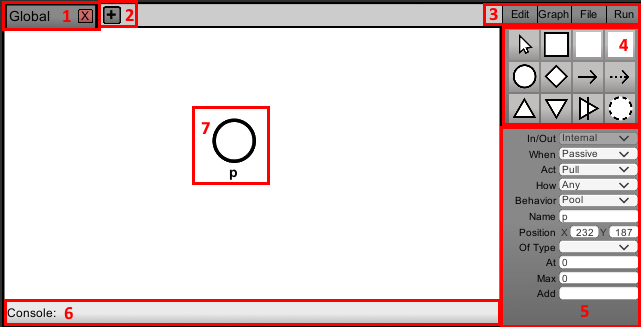 Global 1 X
+ 2
3 Edit Graph File Run
4
7
p
In/Out Internal
When Passive
Act Pull
How Any
Behavior Pool
Name p
Position X 232 Y 187
Of Type
At 0
Max 0
Add
5
Console: 6